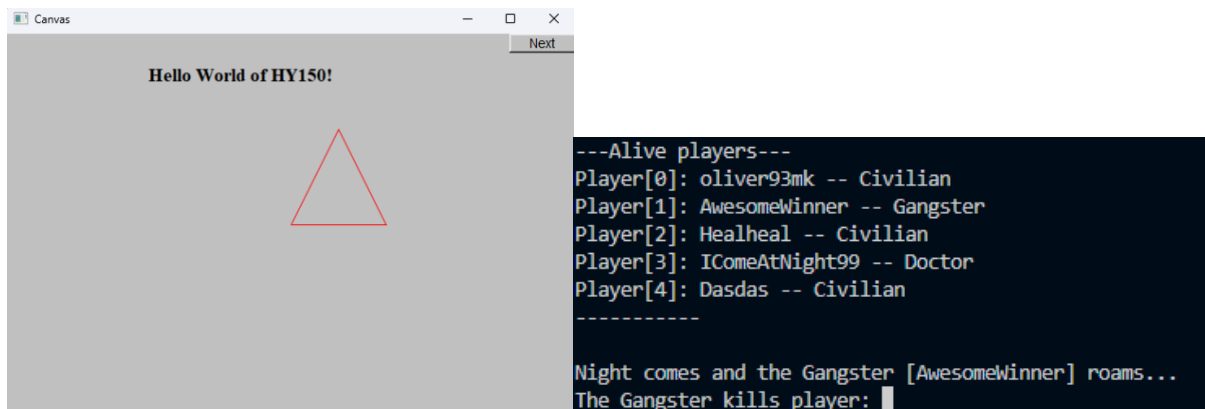 Canvas
Next
Hello World of HY150!
---Alive players---
Player[0]: oliver93mk -- Civilian
Player[1]: AwesomeWinner -- Gangster
Player[2]: Healheal -- Civilian
Player[3]: IComeAtNight99 -- Doctor
Player[4]: Dasdas -- Civilian
-----------
Night comes and the Gangster [AwesomeWinner] roams...
The Gangster kills player: